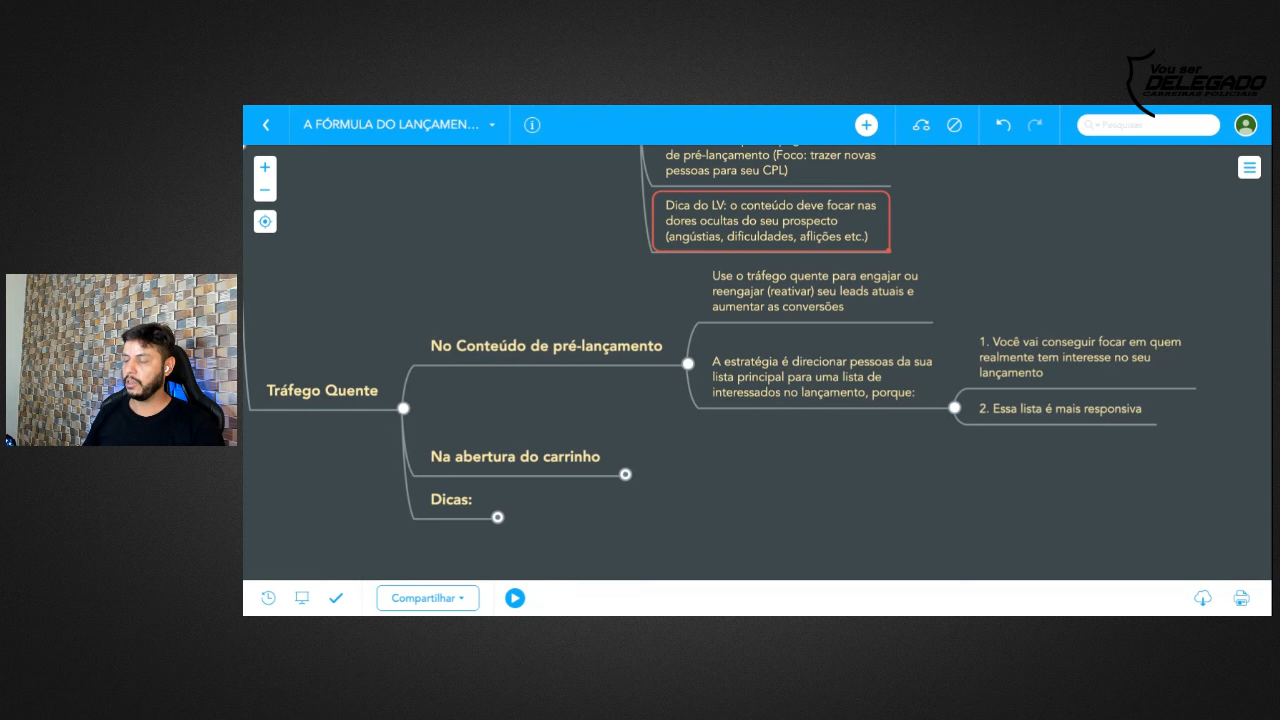 Vou ser
DELEGADO
CARREIRAS POLICIAIS
A FÓRMULA DO LANÇAMEN...
Pesquisar
de pré-lançamento (Foco: trazer novas
pessoas para seu CPL)
Dica do LV: o conteúdo deve focar nas
dores ocultas do seu prospecto
(angústias, dificuldades, aflições etc.)
Use o tráfego quente para engajar ou
reengajar (reativar) seu leads atuais e
aumentar as conversões
No Conteúdo de pré-lançamento
1. Você vai conseguir focar em quem
realmente tem interesse no seu
lançamento
A estratégia é direcionar pessoas da sua
lista principal para uma lista de
interessados no lançamento, porque:
Tráfego Quente
2. Essa lista é mais responsiva
Na abertura do carrinho
Dicas:
Compartilhar